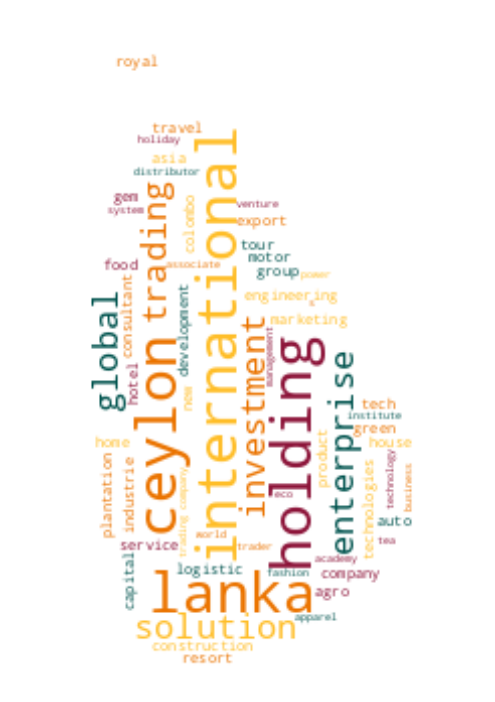 royal
travel
holiday
asia
distributor
gem
system
trading
colombo
international
venture
export
tour
motor
group
power
food
associate
consultant
development
engineering
e
marketing
global
hotel
ceylon
new
investment
management
holding
enterprise
tech
institute
green
house
home
plantation
industrie
trading company
product
technologies
technology
business
eco
auto
tea
service
world
trader
academy
capital
logistic
fashion
company
lanka
agro
apparel
solution
construction
resort